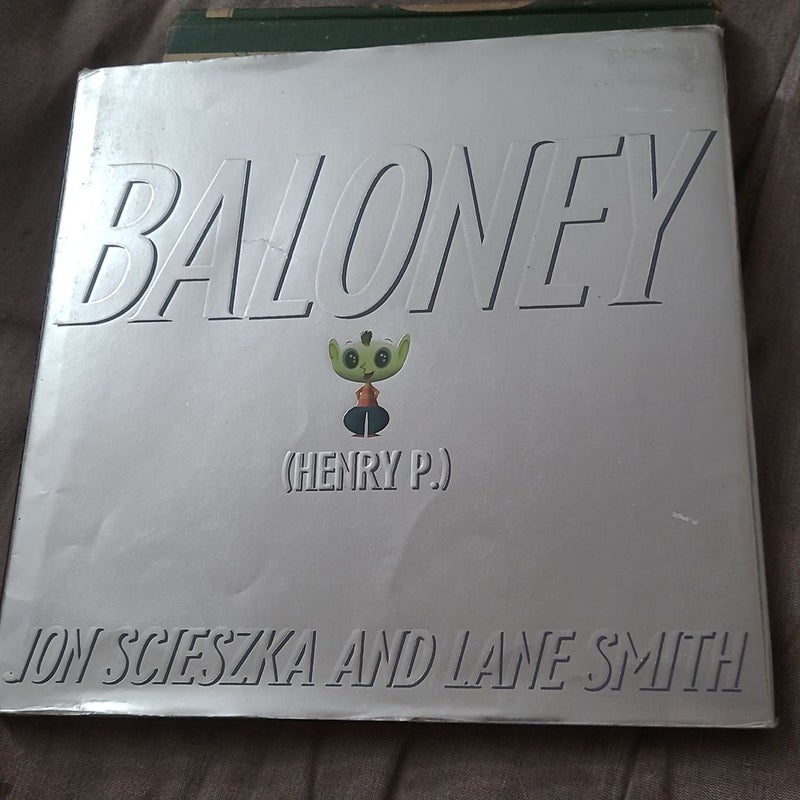 BALONEY
(HENRY P.)
JON SCIESZKA AND LANE SMITH